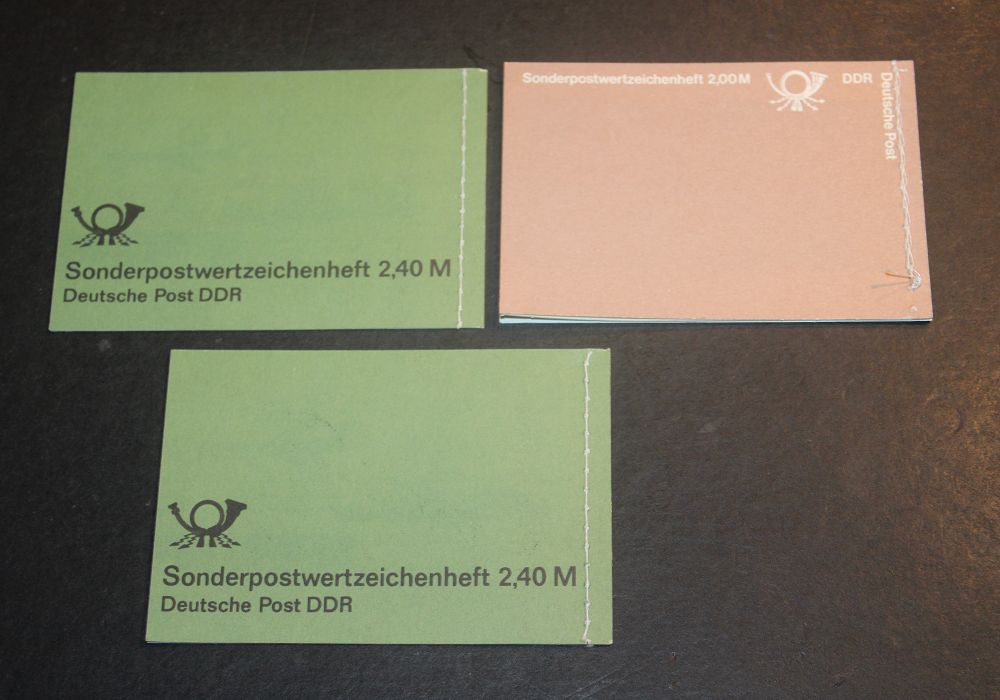 Sonderpostwertzeichenheft 2,40 M
Deutsche Post DDR
Sonderpostwertzeichenheft 2,00 M
DDR
Deutsche Post
Sonderpostwertzeichenheft 2,40 M
Deutsche Post DDR